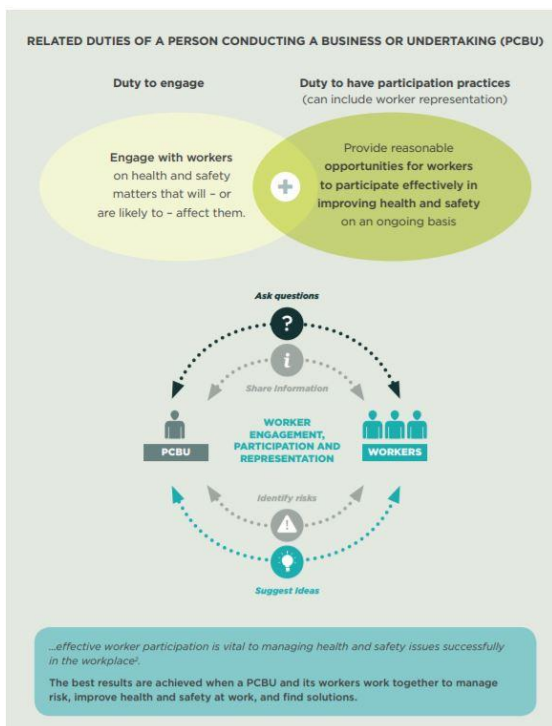 RELATED DUTIES OF A PERSON CONDUCTING A BUSINESS OR UNDERTAKING (PCBU)
Duty to engage
Duty to have participation practices
(can include worker representation)
Engage with workers
on health and safety
matters that will – or
are likely to – affect them.
+
Provide reasonable
opportunities for workers
to participate effectively in
improving health and safety
on an ongoing basis
Ask questions
?
i
Share Information
PCBU
WORKER
ENGAGEMENT,
PARTICIPATION AND
REPRESENTATION
WORKERS
Identify risks
!
Suggest Ideas
...effective worker participation is vital to managing health and safety issues successfully
in the workplace².
The best results are achieved when a PCBU and its workers work together to manage
risk, improve health and safety at work, and find solutions.